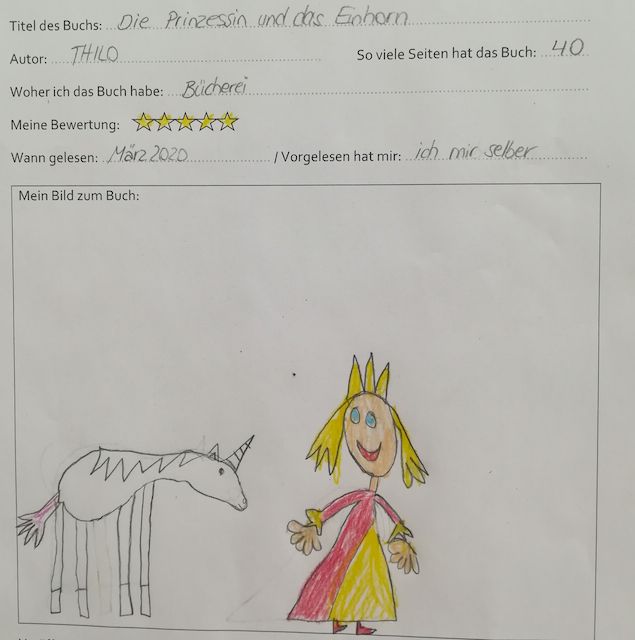 Titel des Buchs: Die Prinzessin und das Einhorn
Autor: THILO So viele Seiten hat das Buch: 40
Woher ich das Buch habe: Bücherei
Meine Bewertung:
Wann gelesen: März 2020 / Vorgelesen hat mir: ich mir selber
Mein Bild zum Buch: